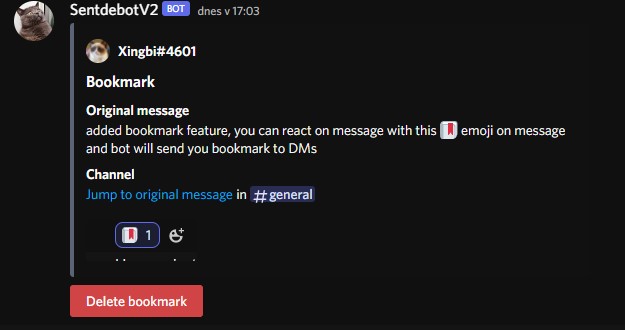 SentdebotV2 BOT dnes v 17:03
Xingbi#4601
Bookmark
Original message
added bookmark feature, you can react on message with this emoji on message
and bot will send you bookmark to DMs
Channel
Jump to original message in #general
1
Delete bookmark